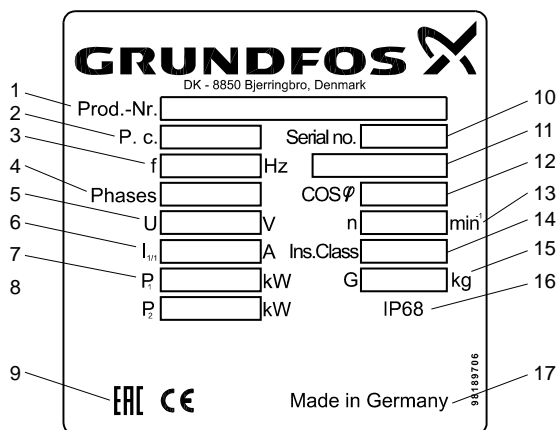 GRUNDFOS
DK - 8850 Bjerringbro, Denmark
1 Prod.-Nr.
2 P. c. Serial no. 10
3 f Hz 11
4 Phases COSφ 12
5 U V n min⁻¹ 13
6 I₁/₁ A Ins.Class 14
7 P₁ kW G kg 15
8 P₂ kW IP68 16
9 EAC CE Made in Germany 17
98189706